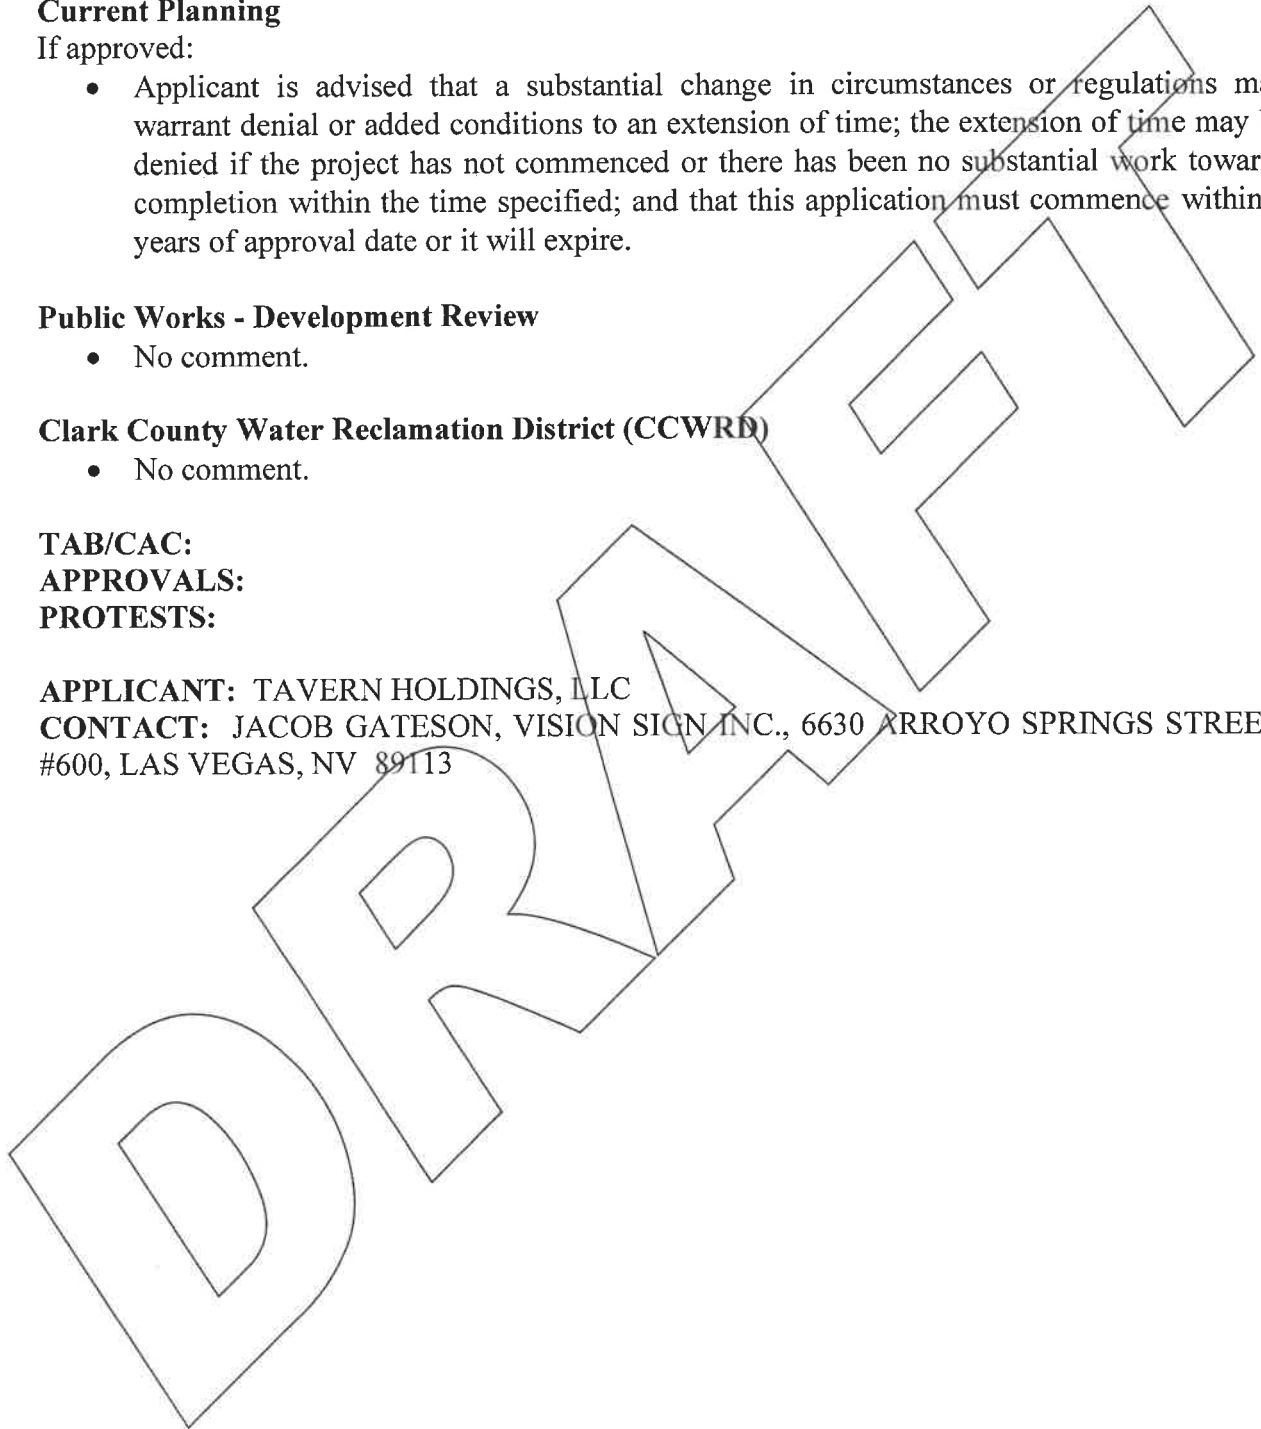 Current Planning
If approved:
• Applicant is advised that a substantial change in circumstances or regulations
warrant denial or added conditions to an extension of time; the extension of time may
denied if the project has not commenced or there has been no substantial work
completion within the time specified; and that this application must commence within
years of approval date or it will expire.
Public Works - Development Review
• No comment.
Clark County Water Reclamation District (CCWRD)
• No comment.
TAB/CAC:
APPROVALS:
PROTESTS:
APPLICANT: TAVERN HOLDINGS, LLC
CONTACT: JACOB GATESON, VISION SIGN INC., 6630 ARROYO SPRINGS
#600, LAS VEGAS, NV 89113
DRAFT